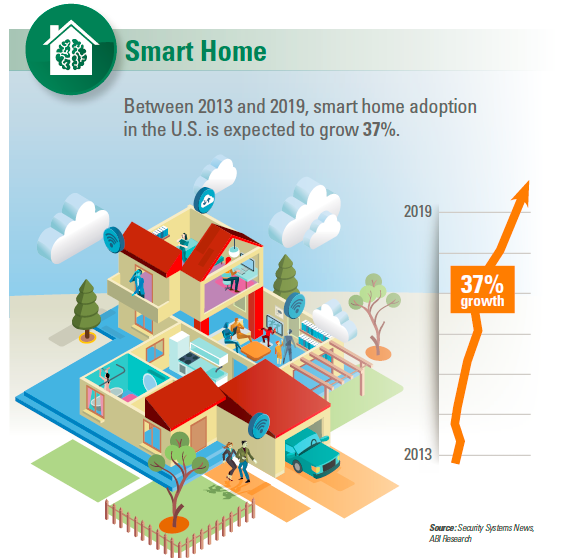 Smart Home
Between 2013 and 2019, smart home adoption
in the U.S. is expected to grow 37%.
2019
37%
growth
2013
Source: Security Systems News,
ABI Research